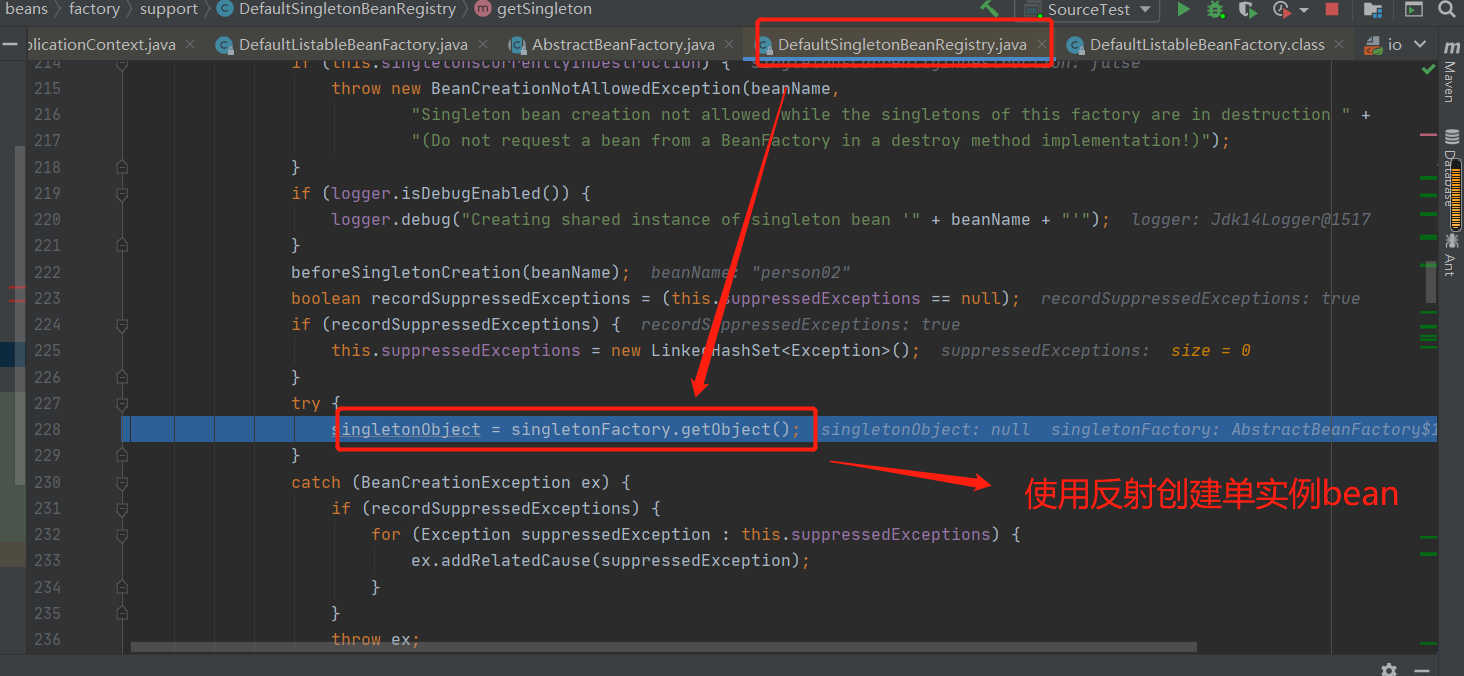 beans factory support DefaultSingletonBeanRegistry getSingleton SourceTest
plicationContext.java DefaultListableBeanFactory.java AbstractBeanFactory.java DefaultSingletonBeanRegistry.java DefaultListableBeanFactory.class io
214 if (this.singletonsCurrentlyInDestruction) { singletonsCurrentlyInDestruction: false
215 throw new BeanCreationNotAllowedException(beanName,
216 "Singleton bean creation not allowed while the singletons of this factory are in destruction " +
217 "(Do not request a bean from a BeanFactory in a destroy method implementation!)");
218 }
219 if (logger.isDebugEnabled()) {
220 logger.debug("Creating shared instance of singleton bean '" + beanName + "'"); logger: Jdk14Logger@1517
221 }
222 beforeSingletonCreation(beanName); beanName: "person02"
223 boolean recordSuppressedExceptions = (this.suppressedExceptions == null); recordSuppressedExceptions: true
224 if (recordSuppressedExceptions) { recordSuppressedExceptions: true
225 this.suppressedExceptions = new LinkedHashSet<Exception>(); suppressedExceptions: size = 0
226 }
227 try {
228 singletonObject = singletonFactory.getObject(); singletonObject: null singletonFactory: AbstractBeanFactory$1
229 }
230 catch (BeanCreationException ex) {
231 if (recordSuppressedExceptions) {
232 for (Exception suppressedException : this.suppressedExceptions) {
233 ex.addRelatedCause(suppressedException);
234 }
235 }
236 throw ex;
使用反射创建单实例bean
Maven
Database
Ant